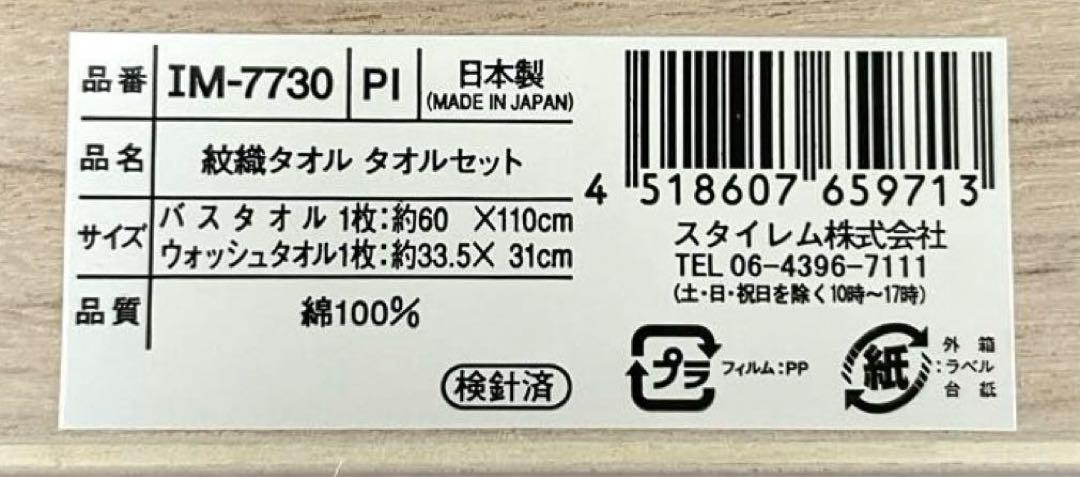 品番 IM-7730 PI 日本製
(MADE IN JAPAN)
品名 紋織タオル タオルセット
サイズ バスタオル 1枚:約60 ×110cm
ウォッシュタオル1枚:約33.5× 31cm
品質 綿100%
検針済
4 518607 659713
スタイレム株式会社
TEL 06-4396-7111
(土・日・祝日を除く10時〜17時)
プラ フィルム:PP
紙 外箱
:ラベル
台紙